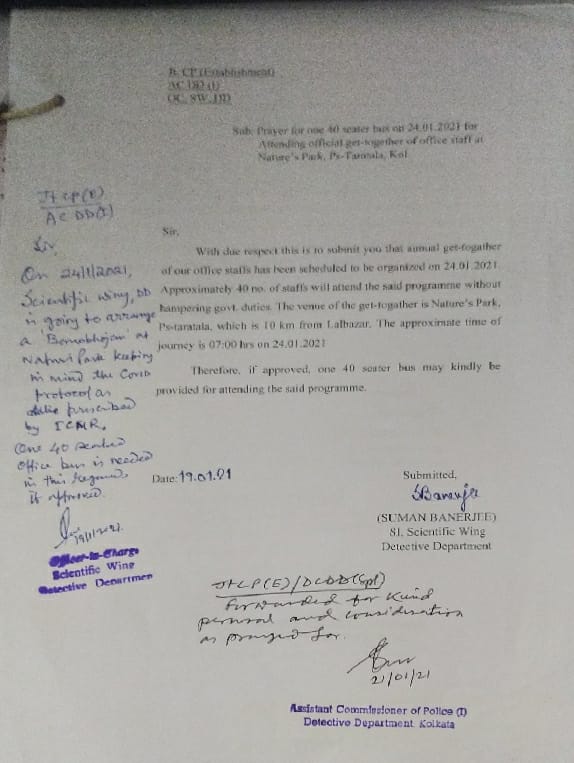 Jt. CP (Establishment)
AC DD (I)
OC, SW, DD
Sub: Prayer for one 40 seater bus on 24.01.2021 for
Attending official get-together of office staff at
Nature's Park, Ps-Taratala, Kol
Jt CP(E)
AC DD(I)
Sir,
On 24/1/2021,
Scientific wing, DD
is going to arrange
a 'Bonobhojan' at
Nature Park keeping
in mind the Covid
protocol as
prescribed
by ICMR.
One 40 seated
office bus is needed
in this regard
if approved.
19/1/2021
Officer-in-Charge
Scientific Wing
Detective Departmen
Sir,
With due respect this is to submit you that annual get-togather
of our office staffs has been scheduled to be organized on 24.01.2021.
Approximately 40 no. of staffs will attend the said programme without
hampering govt. duties. The venue of the get-togather is Nature's Park,
Ps-taratala, which is 10 km from Lalbazar. The approximate time of
journey is 07:00 hrs on 24.01.2021
Therefore, if approved, one 40 seater bus may kindly be
provided for attending the said programme.
Date: 19.01.21
Submitted,
SBanerjee
(SUMAN BANERJEE)
SI, Scientific Wing
Detective Department
Jt CP(E)/DCDD(Spl)
Forwarded for kind
perusal and consideration
as prayed for.
21/01/21
Assistant Commissioner of Police (I)
Detective Department, Kolkata